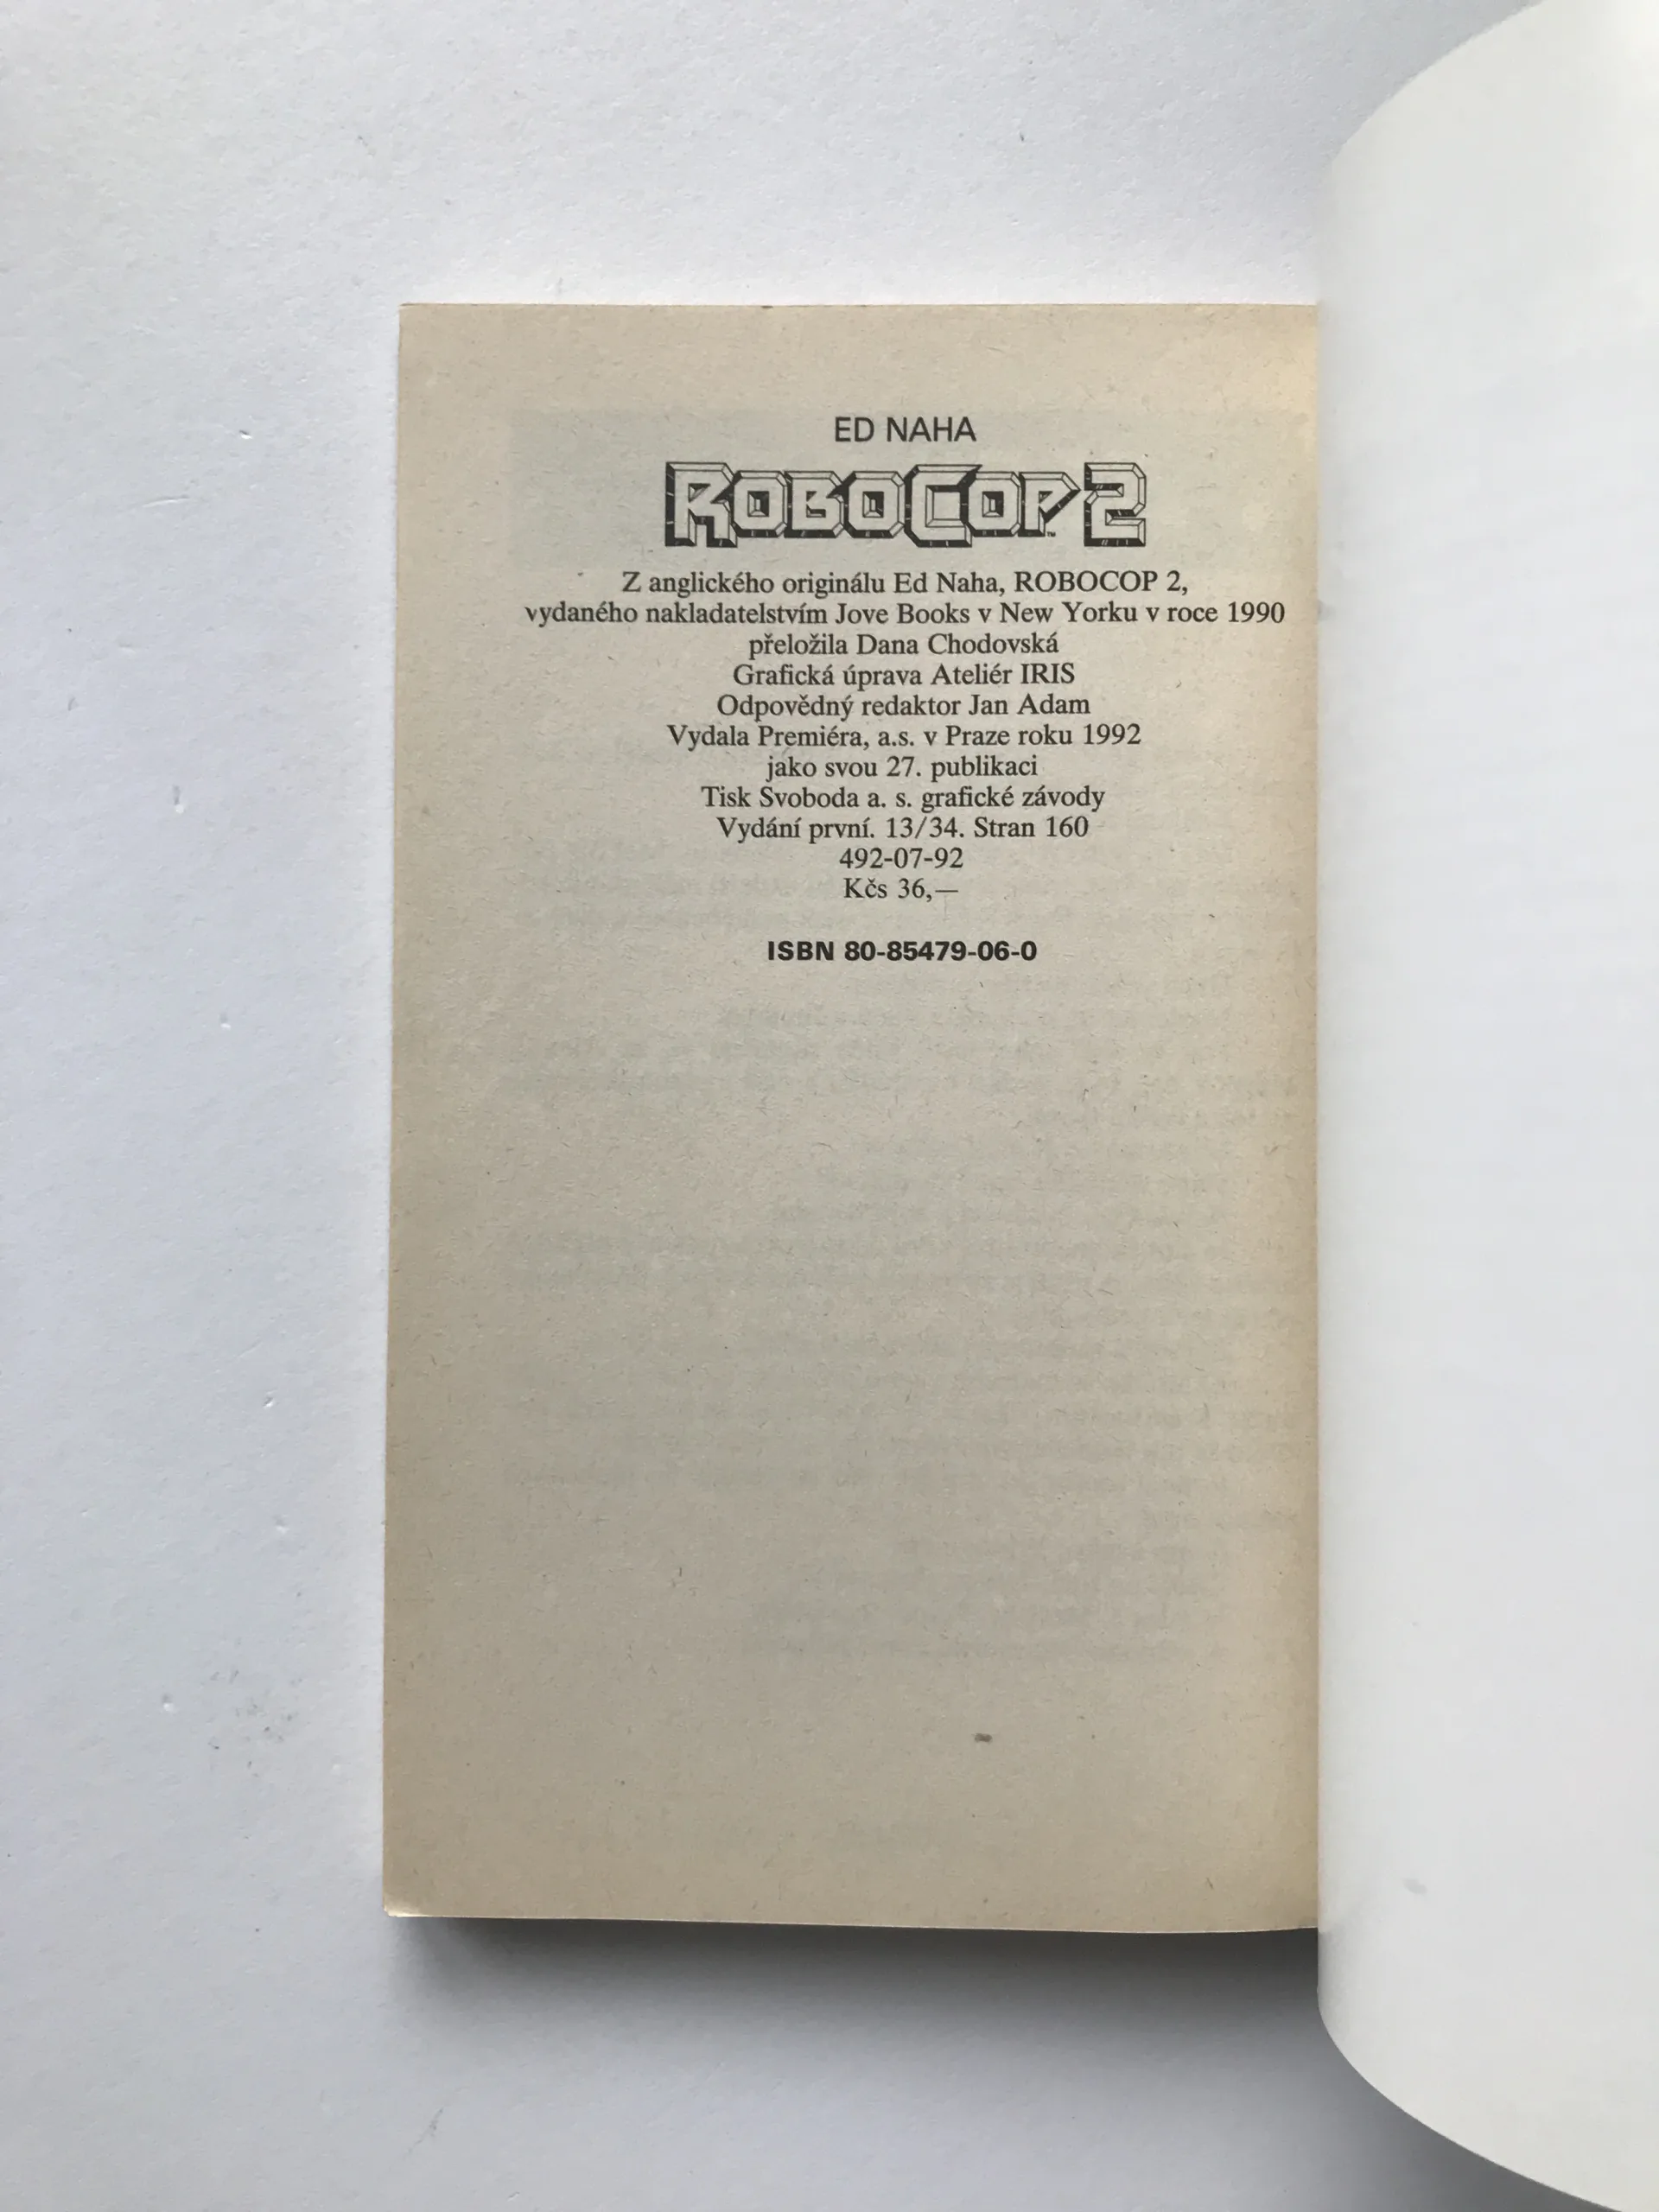 ED NAHA
ROBOCOP 2
Z anglického originálu Ed Naha, ROBOCOP 2,
vydaného nakladatelstvím Jove Books v New Yorku v roce 1990
přeložila Dana Chodovská
Grafická úprava Ateliér IRIS
Odpovědný redaktor Jan Adam
Vydala Premiéra, a.s. v Praze roku 1992
jako svou 27. publikaci
Tisk Svoboda a. s. grafické závody
Vydání první. 13/34. Stran 160
492-07-92
Kčs 36,—
ISBN 80-85479-06-0